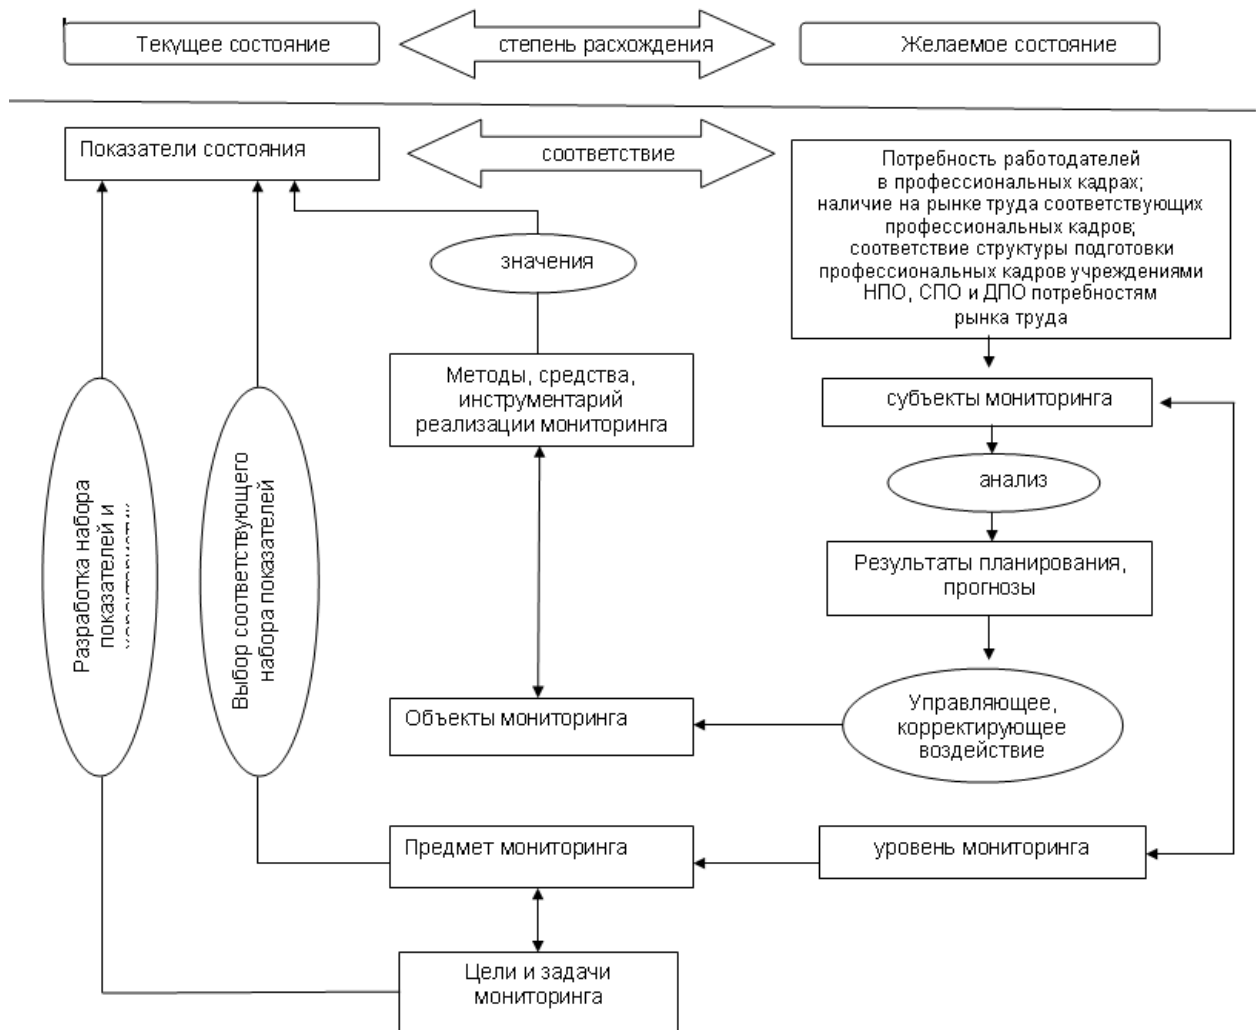 Текущее состояние
степень расхождения
Желаемое состояние
Показатели состояния
соответствие
Потребность работодателей
в профессиональных кадрах;
наличие на рынке труда соответствующих
профессиональных кадров;
соответствие структуры подготовки
профессиональных кадров учреждениями
НПО, СПО и ДПО потребностям
рынка труда
значения
Методы, средства,
инструментарий
реализации мониторинга
субъекты мониторинга
анализ
Результаты планирования,
прогнозы
Разработка набора
показателей и
Выбор соответствующего
набора показателей
Объекты мониторинга
Управляющее,
корректирующее
воздействие
Предмет мониторинга
уровень мониторинга
Цели и задачи
мониторинга